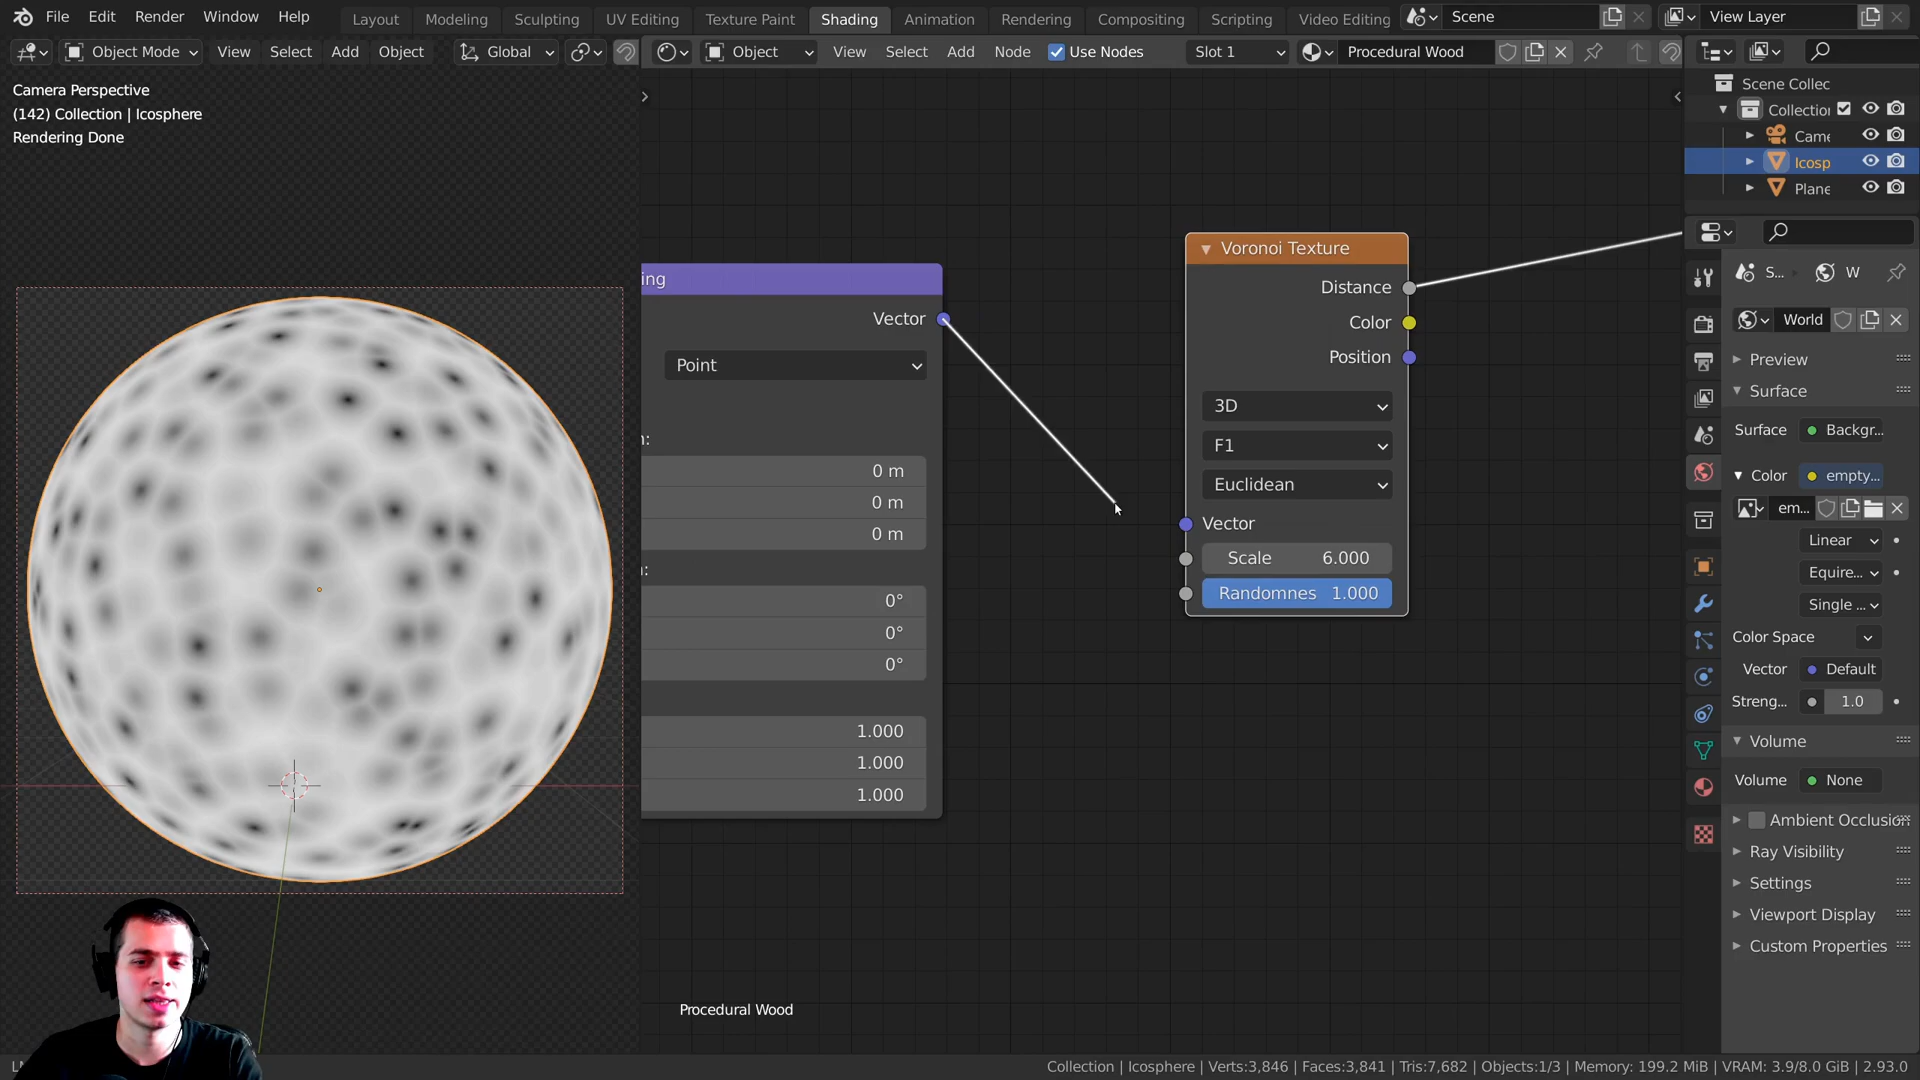 File Edit Render Window Help Layout Modeling Sculpting UV Editing Texture Paint Shading Animation Rendering Compositing Scripting Video Editing Scene View Layer
Object Mode View Select Add Object Global Object View Select Add Node Use Nodes Slot 1 Procedural Wood
Camera Perspective
(142) Collection | Icosphere
Rendering Done
ing
Vector
Point
n:
0 m
0 m
0 m
n:
0°
0°
0°
1.000
1.000
1.000
Voronoi Texture
Distance
Color
Position
3D
F1
Euclidean
Vector
Scale 6.000
Randomnes 1.000
Procedural Wood
Scene Collec
Collection
Came
Icosp
Plane
S... W
World
Preview
Surface
Surface Backgr...
Color empty...
em...
Linear
Equire...
Single ...
Color Space
Vector Default
Streng... 1.0
Volume
Volume None
Ambient Occlusion
Ray Visibility
Settings
Viewport Display
Custom Properties
Collection | Icosphere | Verts:3,846 | Faces:3,841 | Tris:7,682 | Objects:1/3 | Memory: 199.2 MiB | VRAM: 3.9/8.0 GiB | 2.93.0